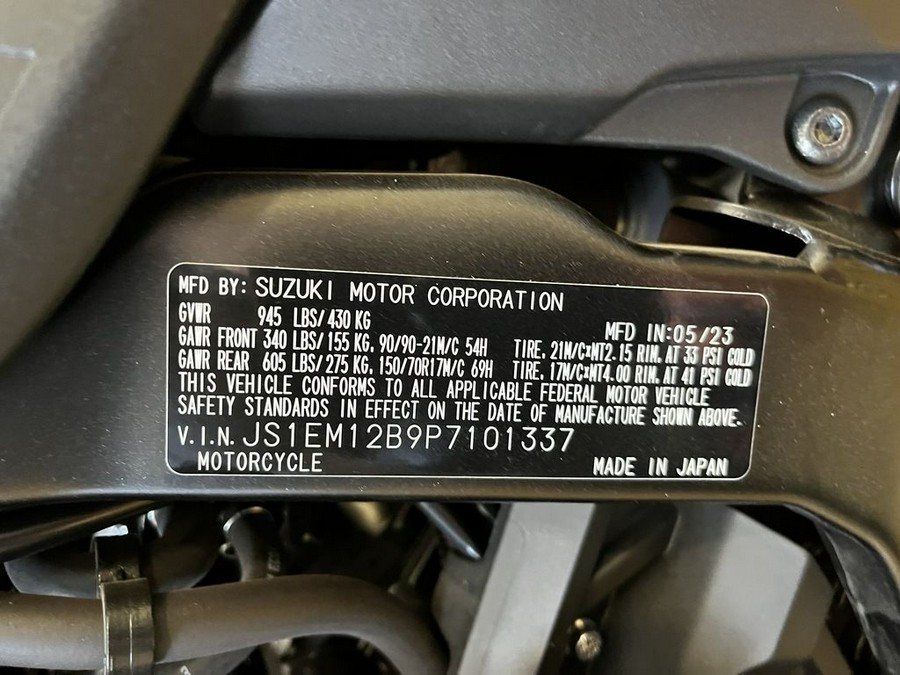 MFD BY: SUZUKI MOTOR CORPORATION
GVWR 945 LBS/ 430 KG MFD IN: 05/23
GAWR FRONT 340 LBS/ 155 KG, 90/90-21M/C 54H TIRE, 21M/C×MT2.15 RIM, AT 33 PSI COLD
GAWR REAR 605 LBS/ 275 KG, 150/70R17M/C 69H TIRE, 17M/C×MT4.00 RIM, AT 41 PSI COLD
THIS VEHICLE CONFORMS TO ALL APPLICABLE FEDERAL MOTOR VEHICLE
SAFETY STANDARDS IN EFFECT ON THE DATE OF MANUFACTURE SHOWN ABOVE.
V.I.N. JS1EM12B9P7101337
MOTORCYCLE MADE IN JAPAN